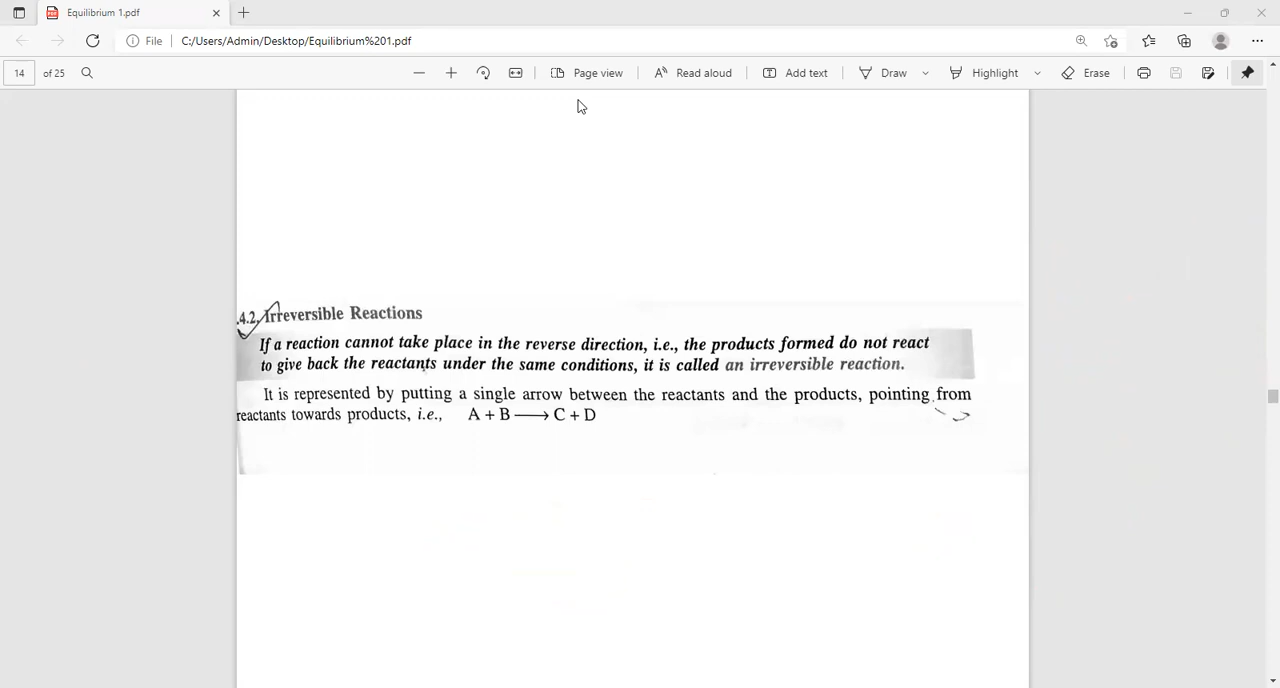 Equilibrium 1.pdf
File C:/Users/Admin/Desktop/Equilibrium%201.pdf
14 of 25 Page view Read aloud Add text Draw Highlight Erase
.4.2. Irreversible Reactions
If a reaction cannot take place in the reverse direction, i.e., the products formed do not react
to give back the reactants under the same conditions, it is called an irreversible reaction.
It is represented by putting a single arrow between the reactants and the products, pointing from
reactants towards products, i.e., A + B ⟶ C + D